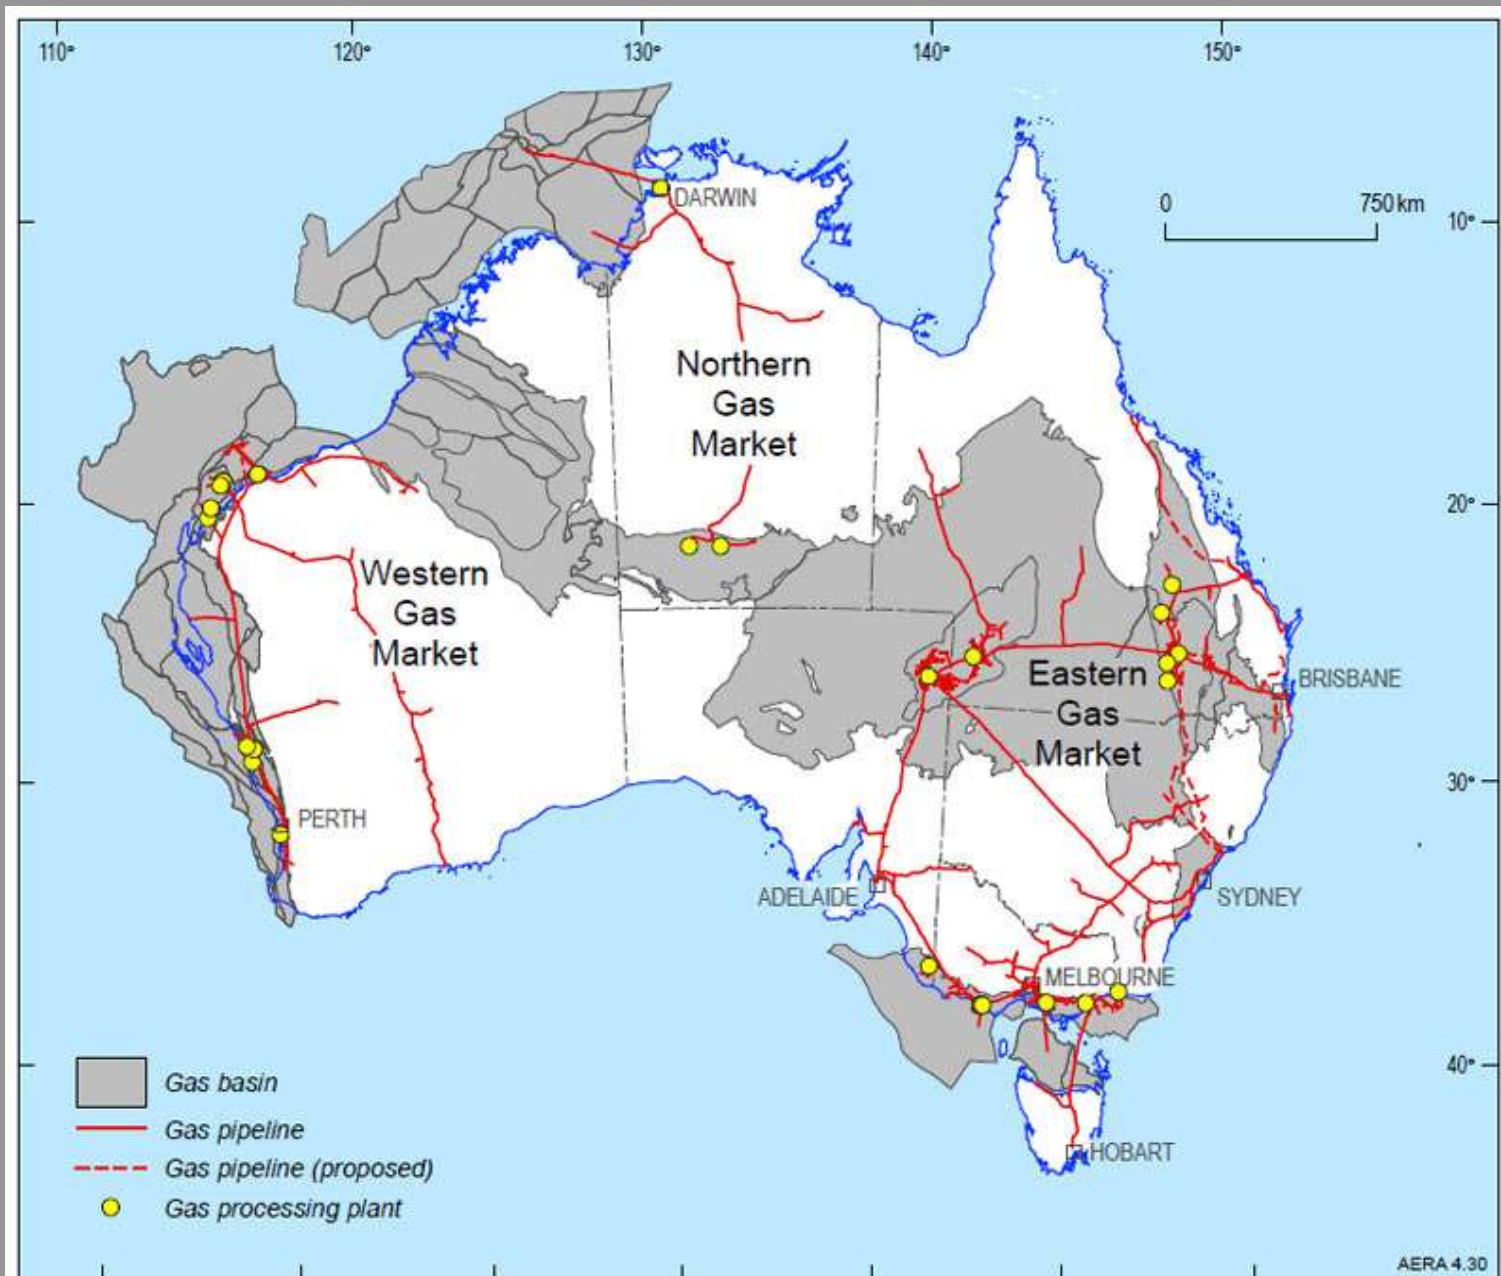 110°
120°
130°
140°
150°
DARWIN
0
750 km
10°
Northern
Gas
Market
20°
Western
Gas
Market
Eastern
Gas
Market
BRISBANE
30°
PERTH
ADELAIDE
SYDNEY
MELBOURNE
40°
HOBART
Gas basin
Gas pipeline
Gas pipeline (proposed)
Gas processing plant
AERA 4.30